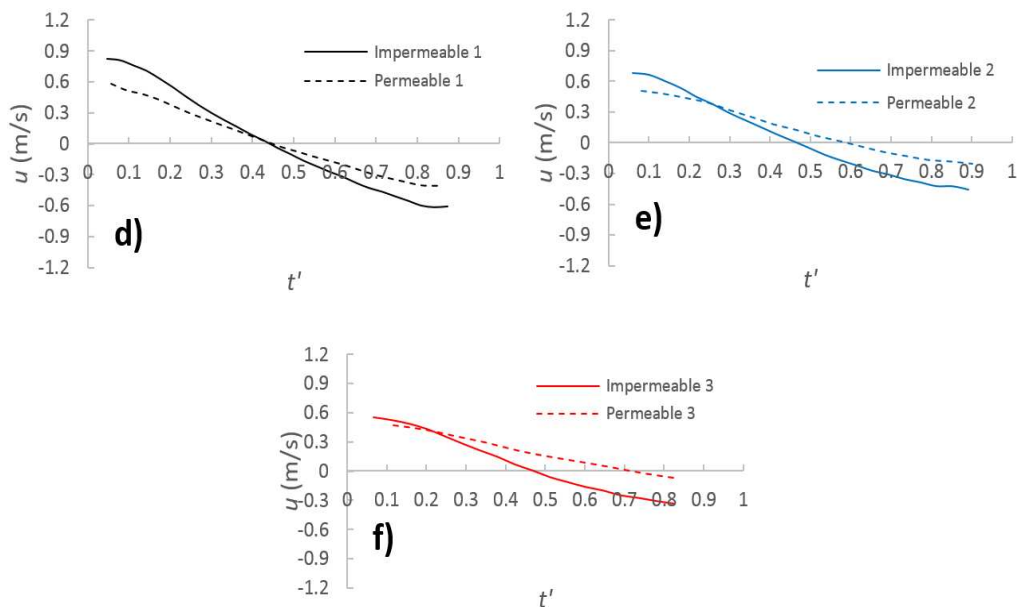 1.2
0.9
0.6
0.3
0
-0.3
-0.6
-0.9
-1.2
u (m/s)
0 0.1 0.2 0.3 0.4 0.5 0.6 0.7 0.8 0.9 1
Impermeable 1
Permeable 1
d)
t'
1.2
0.9
0.6
0.3
0
-0.3
-0.6
-0.9
-1.2
u (m/s)
0 0.1 0.2 0.3 0.4 0.5 0.6 0.7 0.8 0.9 1
Impermeable 2
Permeable 2
e)
t'
1.2
0.9
0.6
0.3
0
-0.3
-0.6
-0.9
-1.2
u (m/s)
0 0.1 0.2 0.3 0.4 0.5 0.6 0.7 0.8 0.9 1
Impermeable 3
Permeable 3
f)
t'